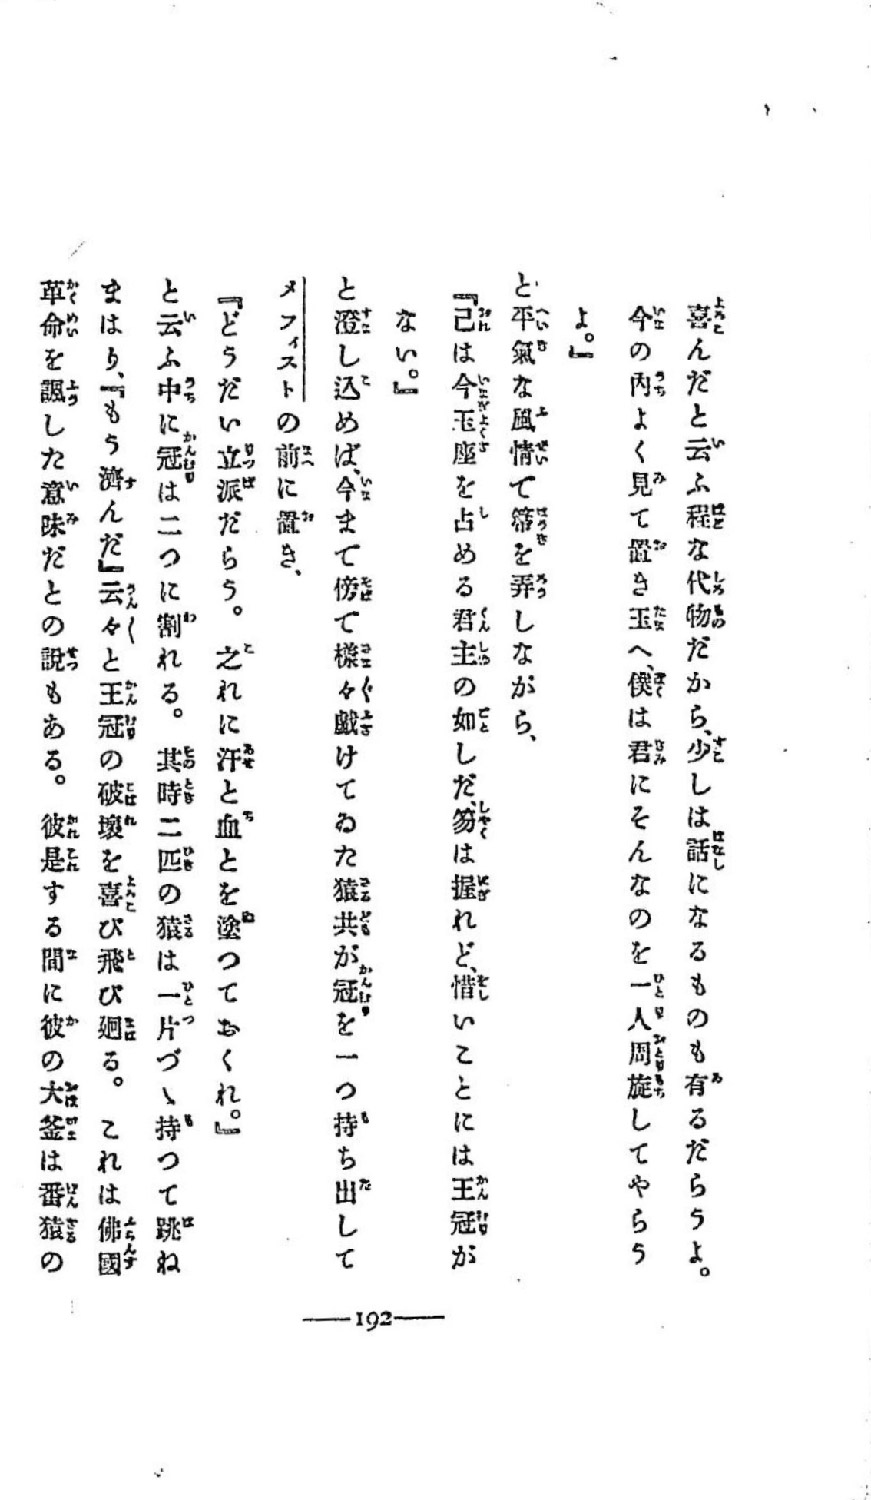 喜んだと云ふ程な代物だから、少しは話になるものも有るだらうよ。
今の内よく見て置き玉へ、僕は君にそんなのを一人周旋してやらう
よ。』
と平氣な風情で箒を弄しながら、
『己は今玉座を占める君主の如しだ、笏は握れど、惜いことには王冠が
ない。』
と澄し込めば、今まで傍で樣々戯けてゐた猿共が冠を一つ持ち出して
メフィストの前に置き、
『どうだい立派だらう。之れに汗と血とを塗つておくれ。』
と云ふ中に冠は二つに割れる。其時二匹の猿は一片づゝ持つて跳ね
まはり、『もう濟んだ』云々と王冠の破壞を喜び飛び廻る。これは佛國
革命を諷した意味だとの說もある。彼是する間に彼の大釜は番猿の
192